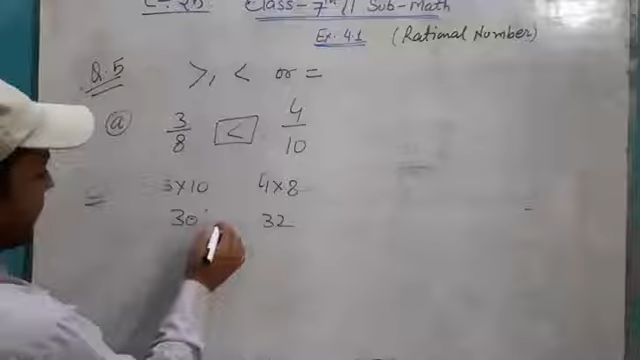 Class-7th // Sub-Math
Ex. 4.1 (Rational Number)
Q.5 >, < or =
ⓐ 3/8 < 4/10
= 3×10 4×8
30 32